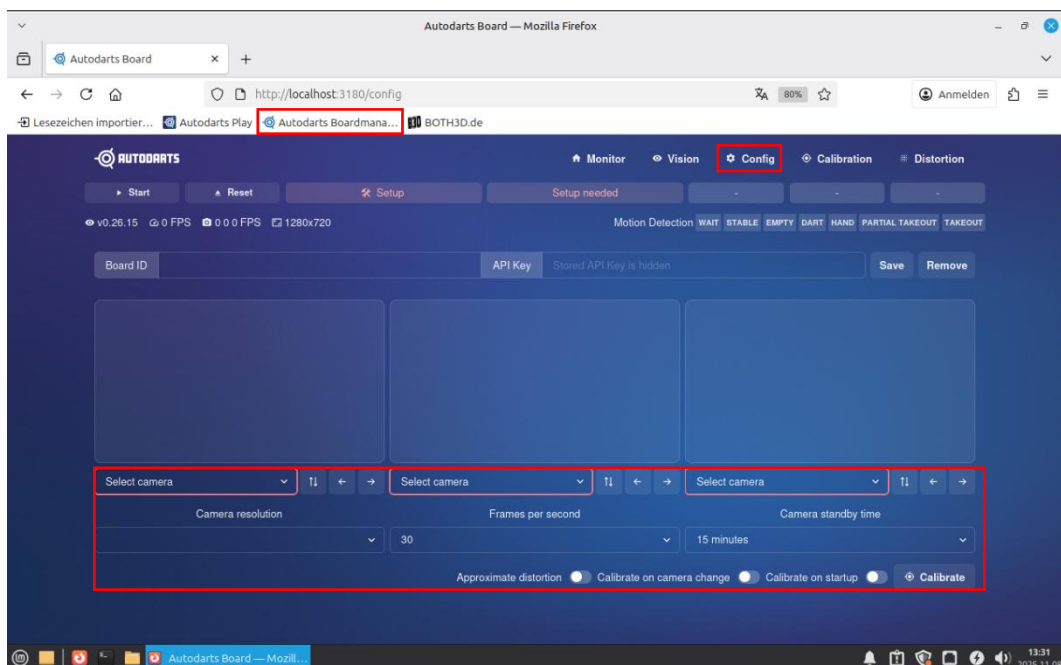 Autodarts Board — Mozilla Firefox
Autodarts Board
http://localhost:3180/config
80%
Anmelden
Lesezeichen importier... Autodarts Play Autodarts Boardmana... BOTH3D.de
AUTODARTS Monitor Vision Config Calibration Distortion
Start Reset Setup Setup needed - - -
v0.26.15 0 FPS 0 0 0 FPS 1280x720 Motion Detection WAIT STABLE EMPTY DART HAND PARTIAL TAKEOUT TAKEOUT
Board ID API Key Stored API Key is hidden Save Remove
Select camera Select camera Select camera
Camera resolution Frames per second Camera standby time
30 15 minutes
Approximate distortion Calibrate on camera change Calibrate on startup Calibrate
Autodarts Board — Mozill...
13:31